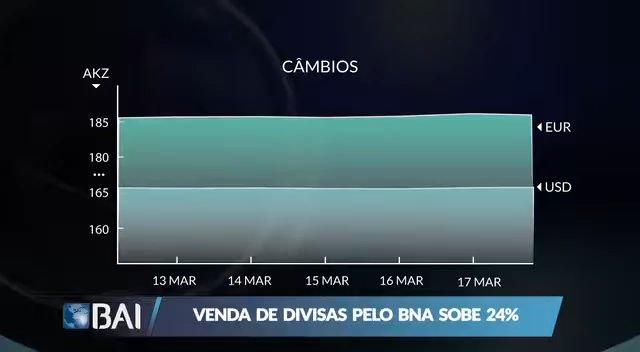 CÂMBIOS
AKZ
185
180
...
165
160
EUR
USD
13 MAR 14 MAR 15 MAR 16 MAR 17 MAR
BAI VENDA DE DIVISAS PELO BNA SOBE 24%